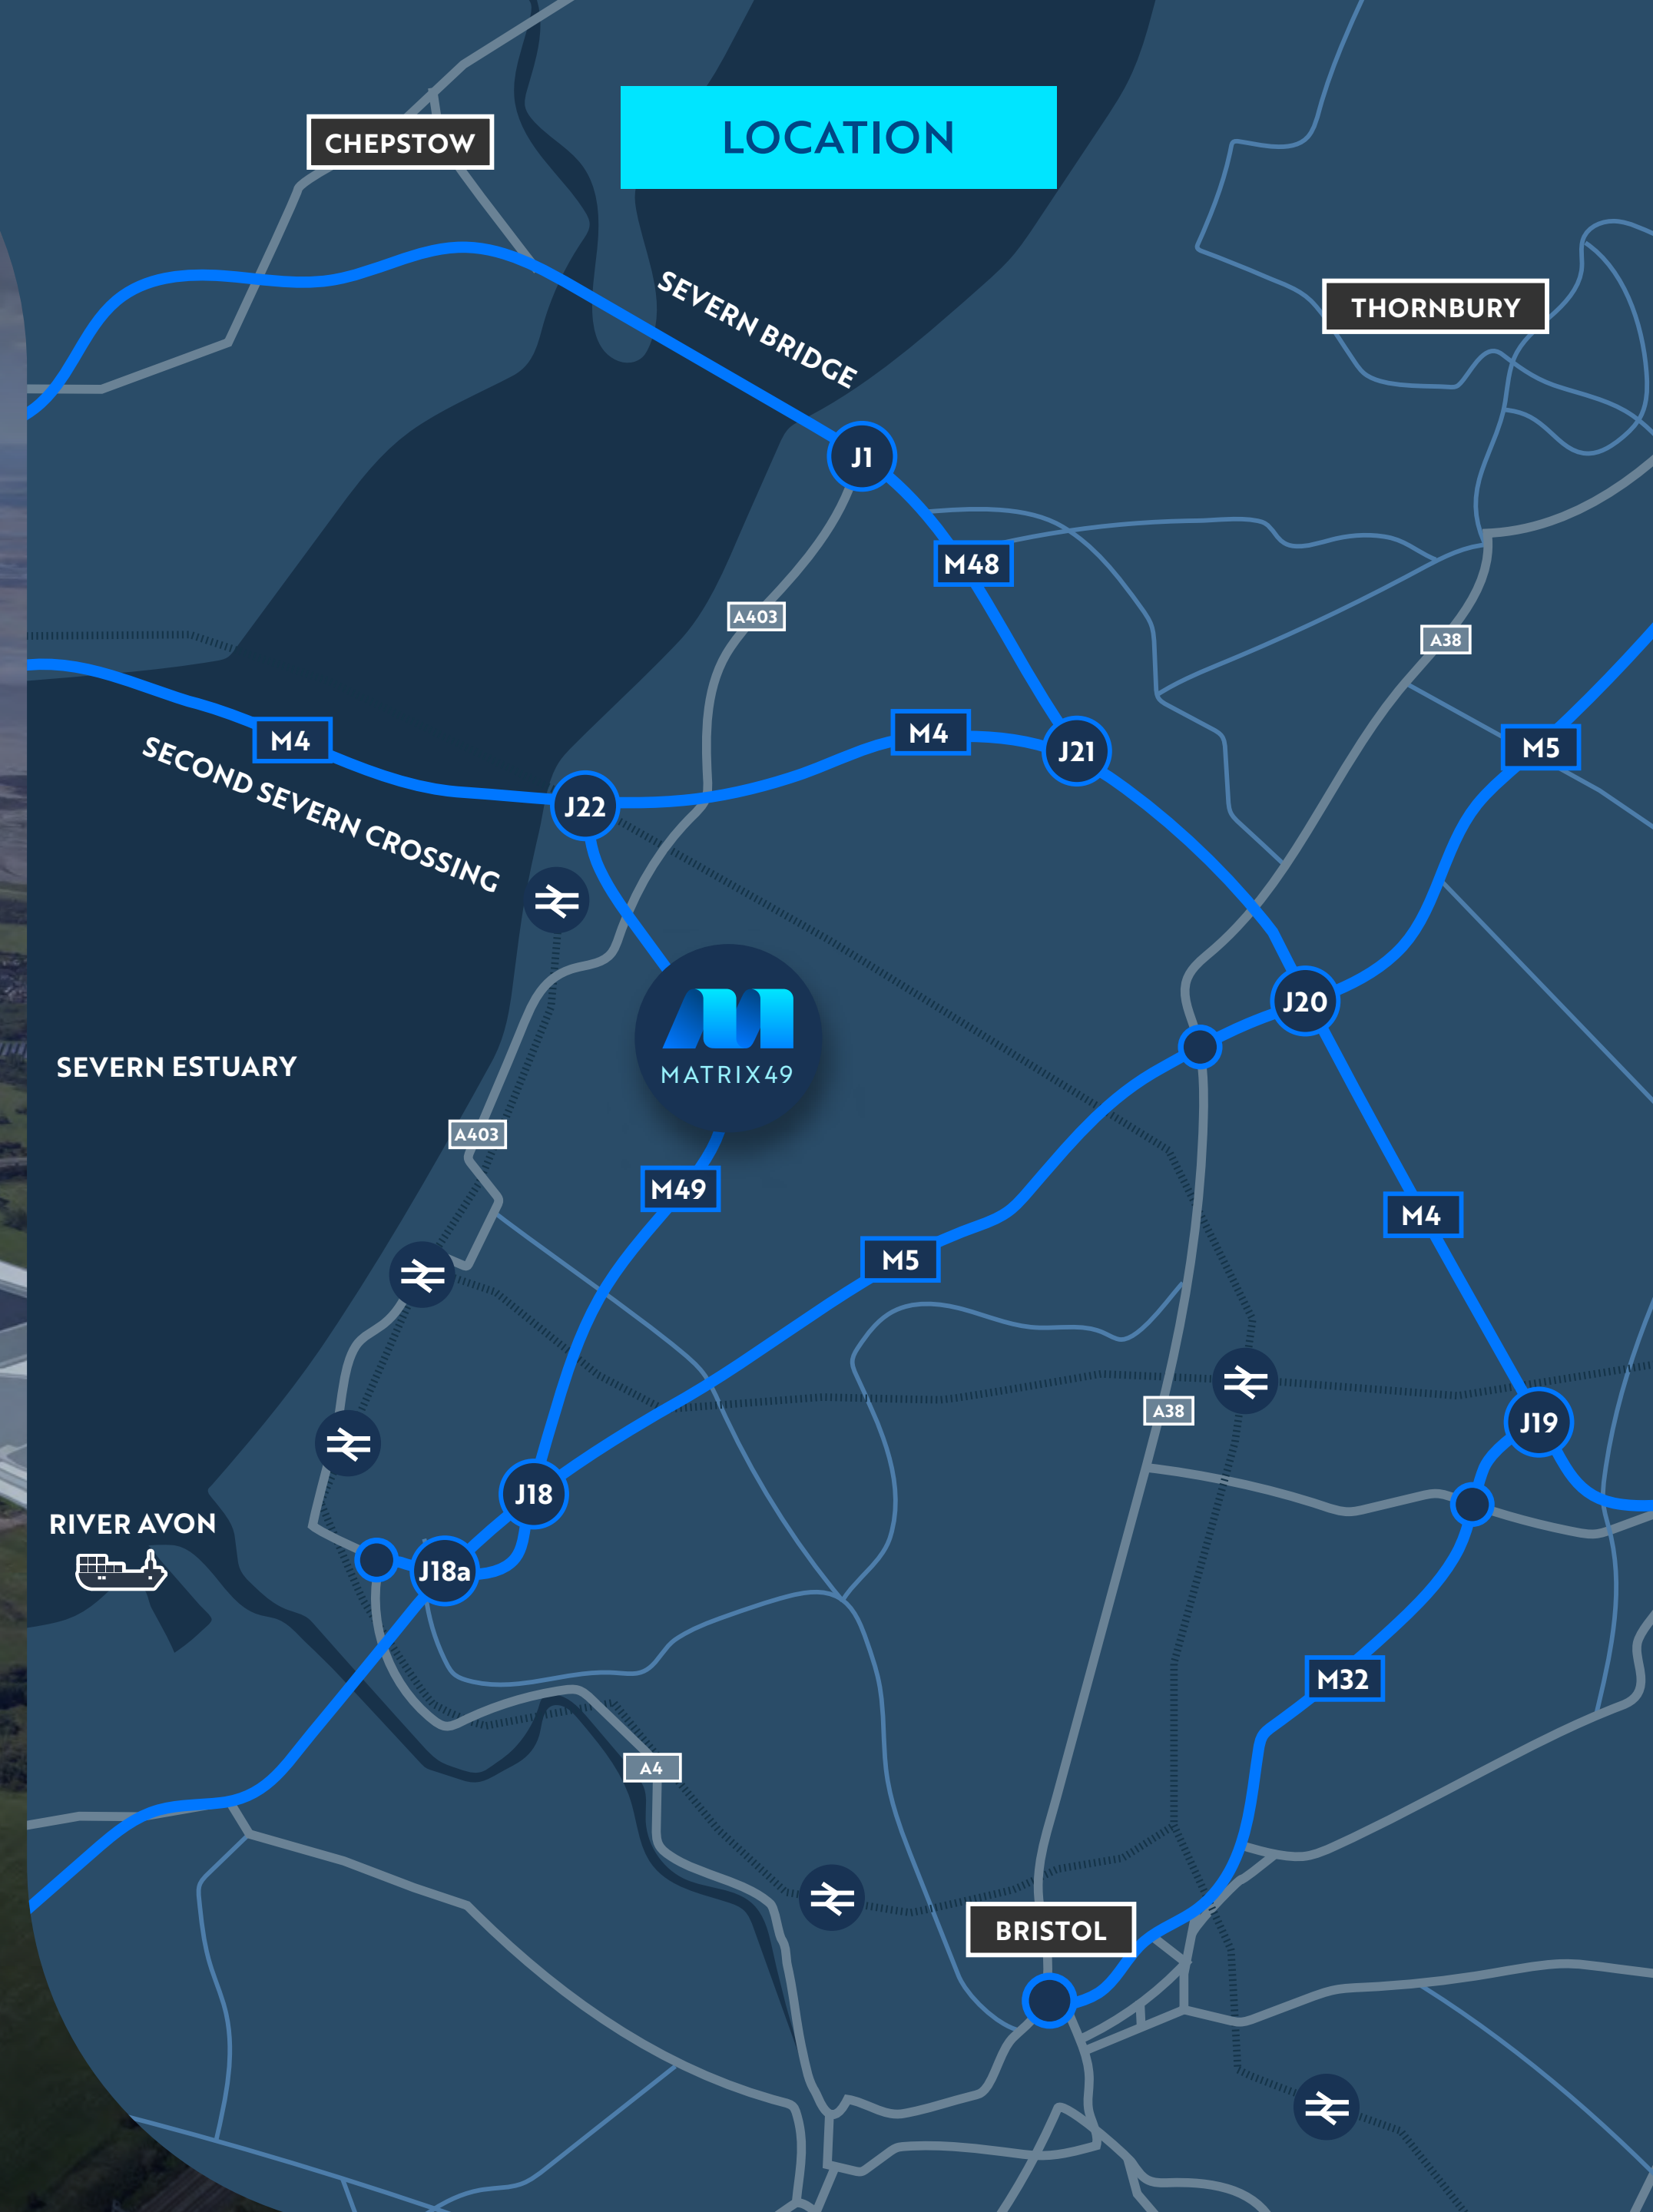 LOCATION
CHEPSTOW
THORNBURY
SEVERN BRIDGE
J1
M48
A403
A38
M4
M4
J21
M5
SECOND SEVERN CROSSING
J22
J20
MATRIX49
SEVERN ESTUARY
A403
M49
M4
M5
A38
J19
J18
RIVER AVON
J18a
M32
A4
BRISTOL